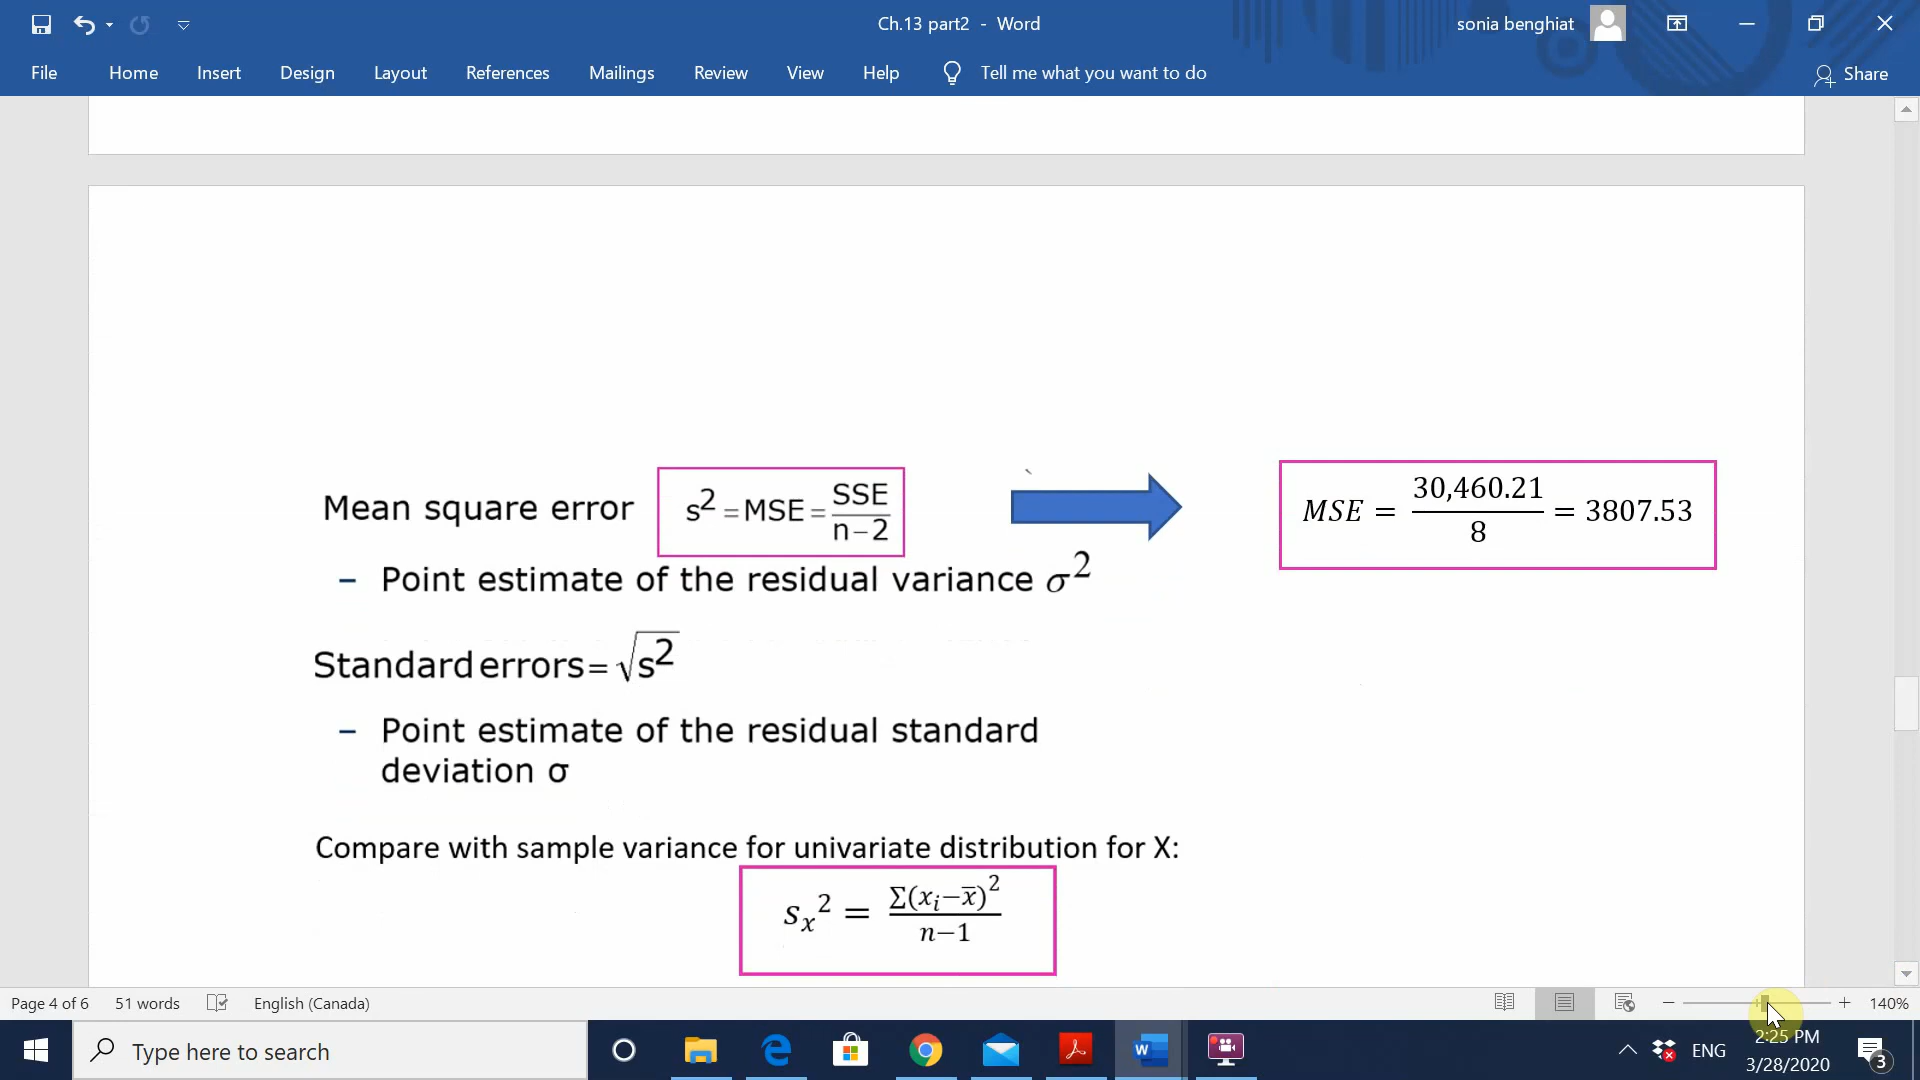 Ch.13 part2 - Word
sonia benghiat
File Home Insert Design Layout References Mailings Review View Help Tell me what you want to do Share
Mean square error s² = MSE = SSE / n−2
MSE = 30,460.21 / 8 = 3807.53
– Point estimate of the residual variance σ²
Standard errors = √s²
– Point estimate of the residual standard
deviation σ
Compare with sample variance for univariate distribution for X:
sₓ² = ∑(xᵢ−x̅)² / n−1
Page 4 of 6 51 words English (Canada) 140%
Type here to search
ENG
2:25 PM
3/28/2020
3